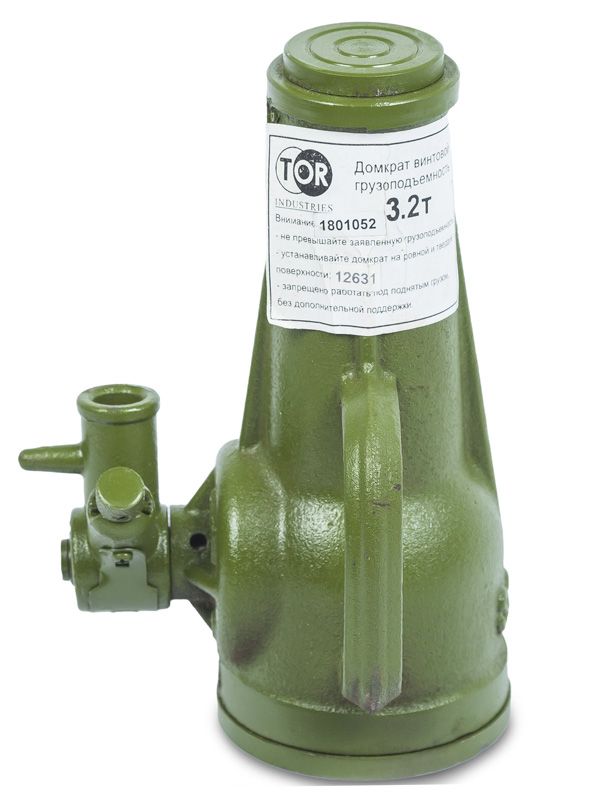 TOR
INDUSTRIES
Домкрат винтовой
грузоподъемность
3.2т
Внимание 1801052
- не превышайте заявленную грузоподъемность
- устанавливайте домкрат на ровной и
поверхности: 12631
- запрещено работать под поднятым грузом,
без дополнительной поддержки.